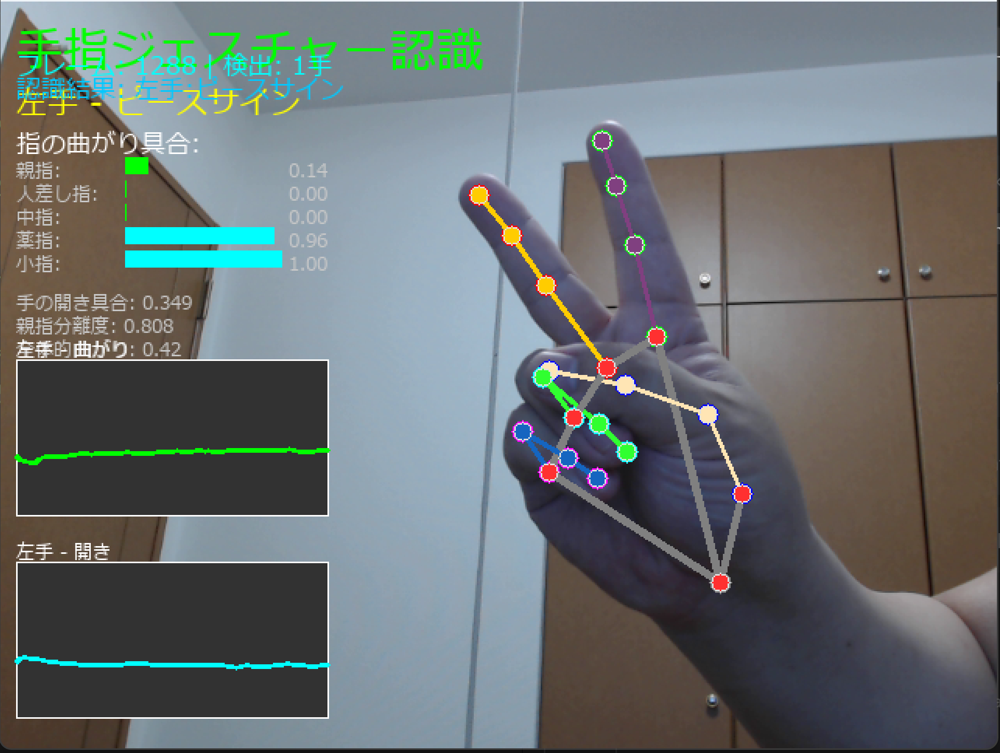 手指ジェスチャー認識
フレーム: 1288 | 検出: 1手
認識結果: 左手:ピースサイン
左手 - ピースサイン
指の曲がり具合:
親指: 0.14
人差し指: 0.00
中指: 0.00
薬指: 0.96
小指: 1.00
手の開き具合: 0.349
親指分離度: 0.808
: 0.42
左手 - 曲がり
左手 - 開き